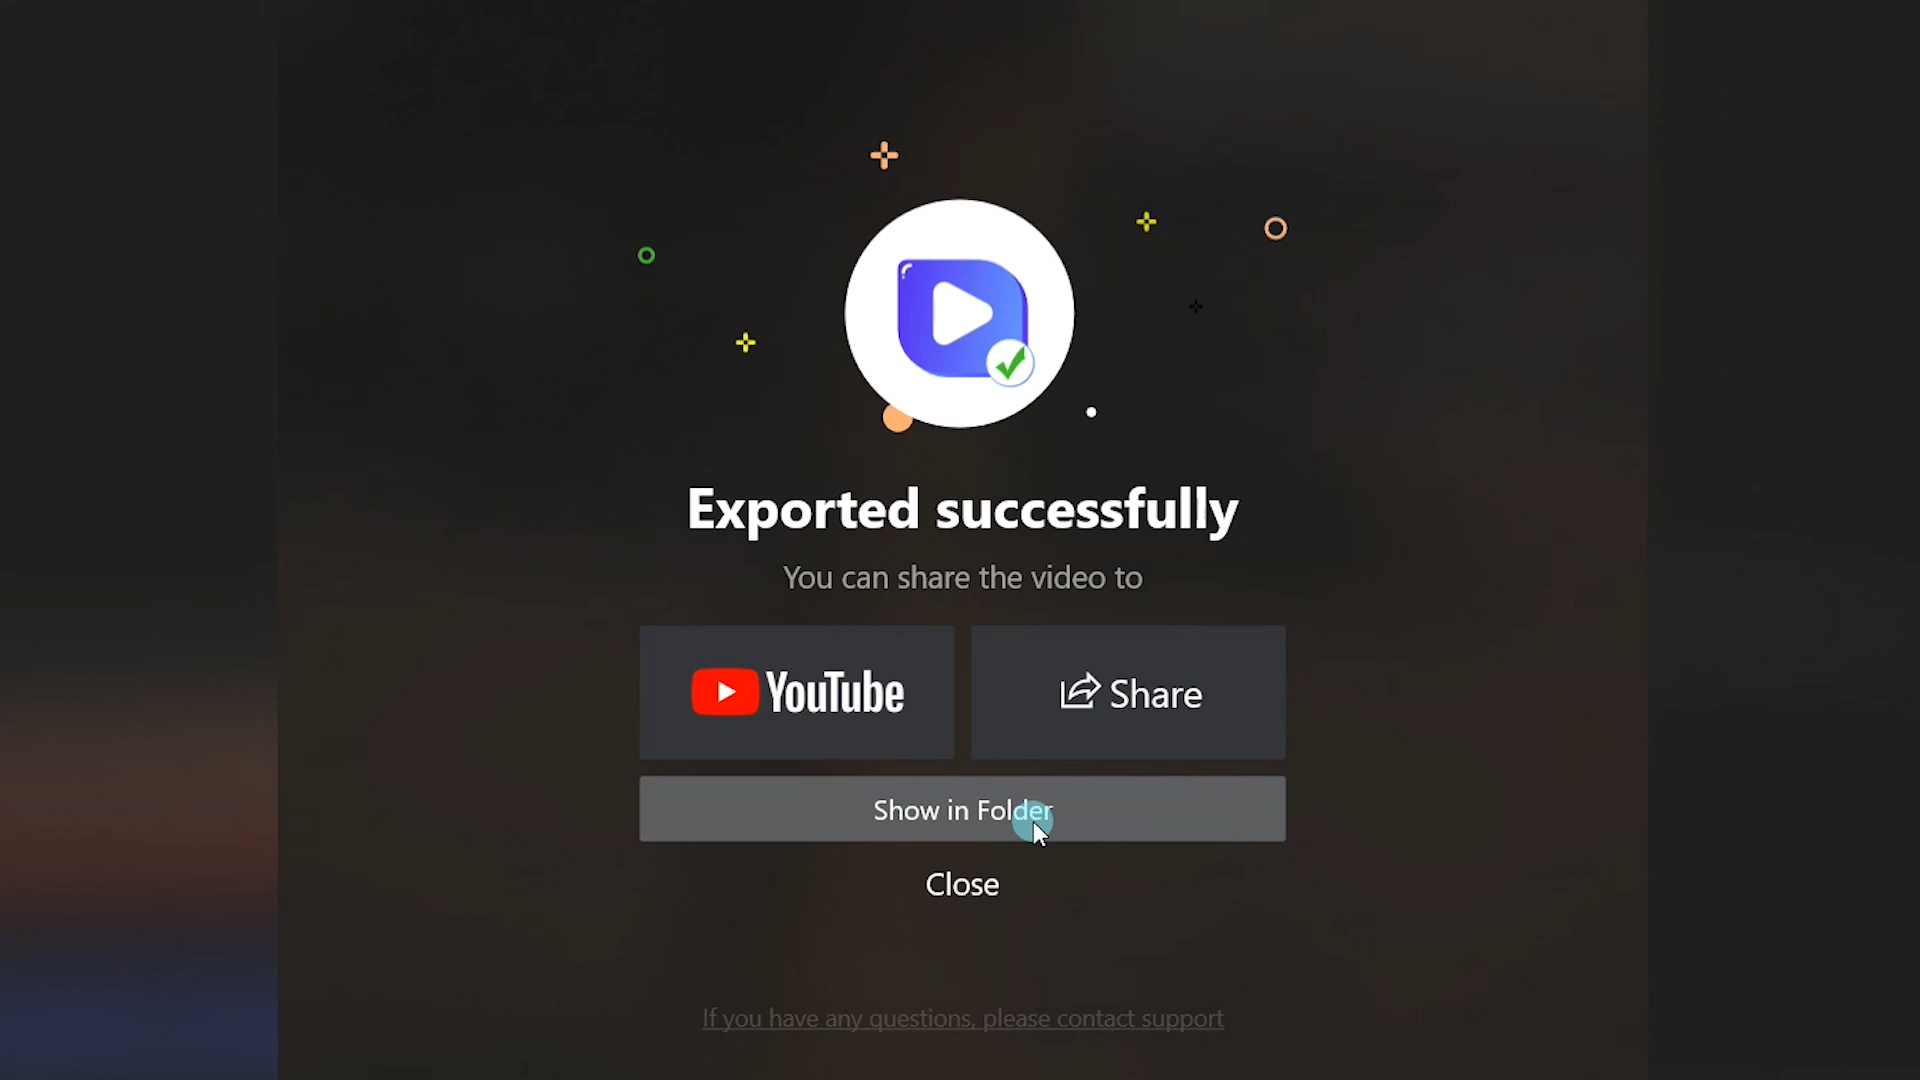 Exported successfully
You can share the video to
YouTube
Share
Show in Folder
Close
If you have any questions, please contact support